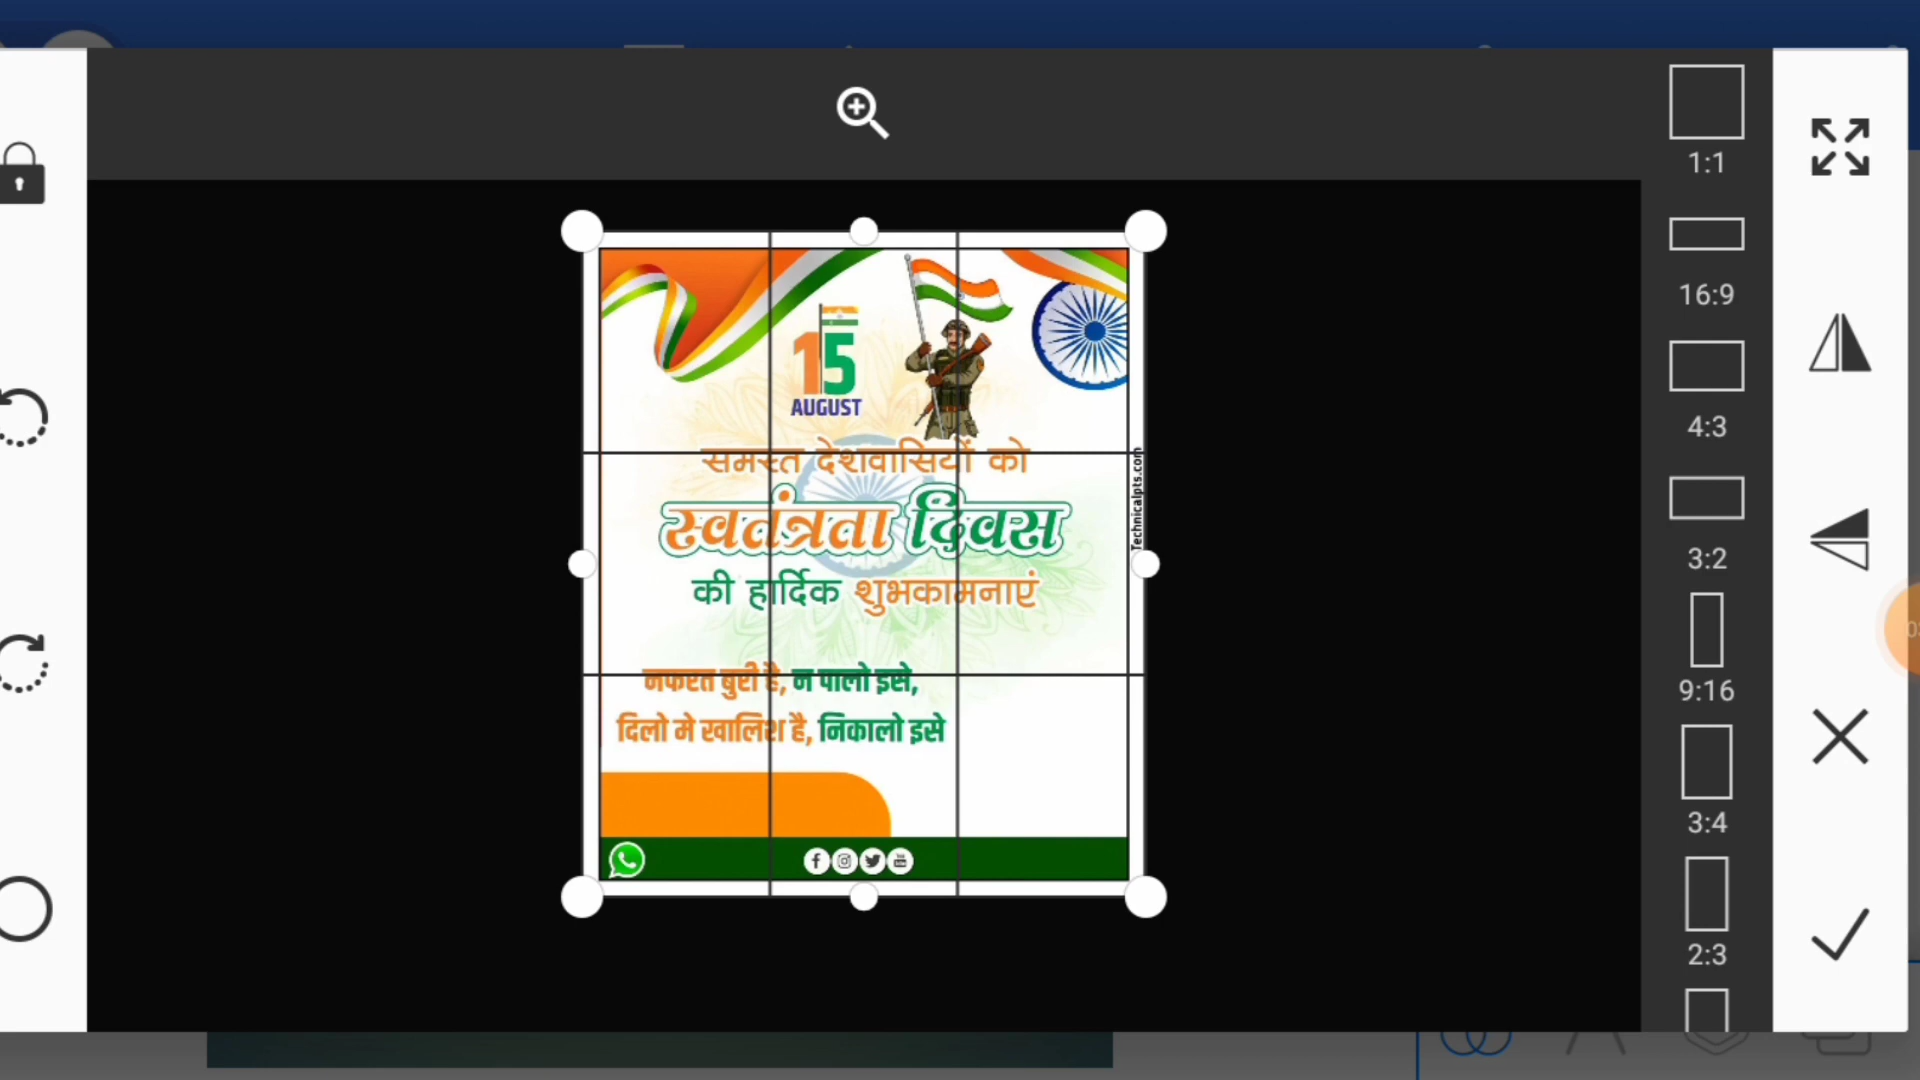 1:1
16:9
4:3
3:2
9:16
3:4
2:3
15
AUGUST
समस्त देशवासियों को
स्वतंत्रता दिवस
की हार्दिक शुभकामनाएं
Technicalpts.com
नफरत बुरी है, न पालो इसे,
दिलो मे खालिश है, निकालो इसे